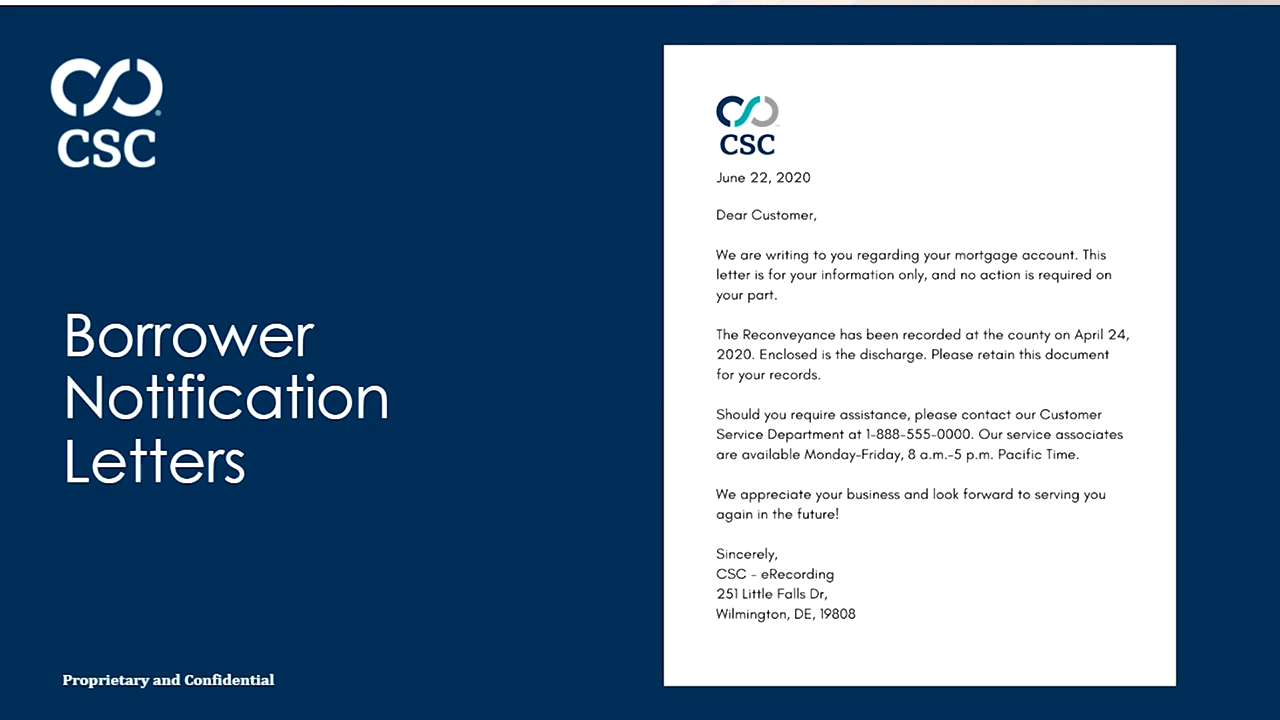 CSC
Borrower
Notification
Letters
Proprietary and Confidential
CSC
June 22, 2020
Dear Customer,
We are writing to you regarding your mortgage account. This
letter is for your information only, and no action is required on
your part.
The Reconveyance has been recorded at the county on April 24,
2020. Enclosed is the discharge. Please retain this document
for your records.
Should you require assistance, please contact our Customer
Service Department at 1-888-555-0000. Our service associates
are available Monday-Friday, 8 a.m.-5 p.m. Pacific Time.
We appreciate your business and look forward to serving you
again in the future!
Sincerely,
CSC - eRecording
251 Little Falls Dr,
Wilmington, DE, 19808